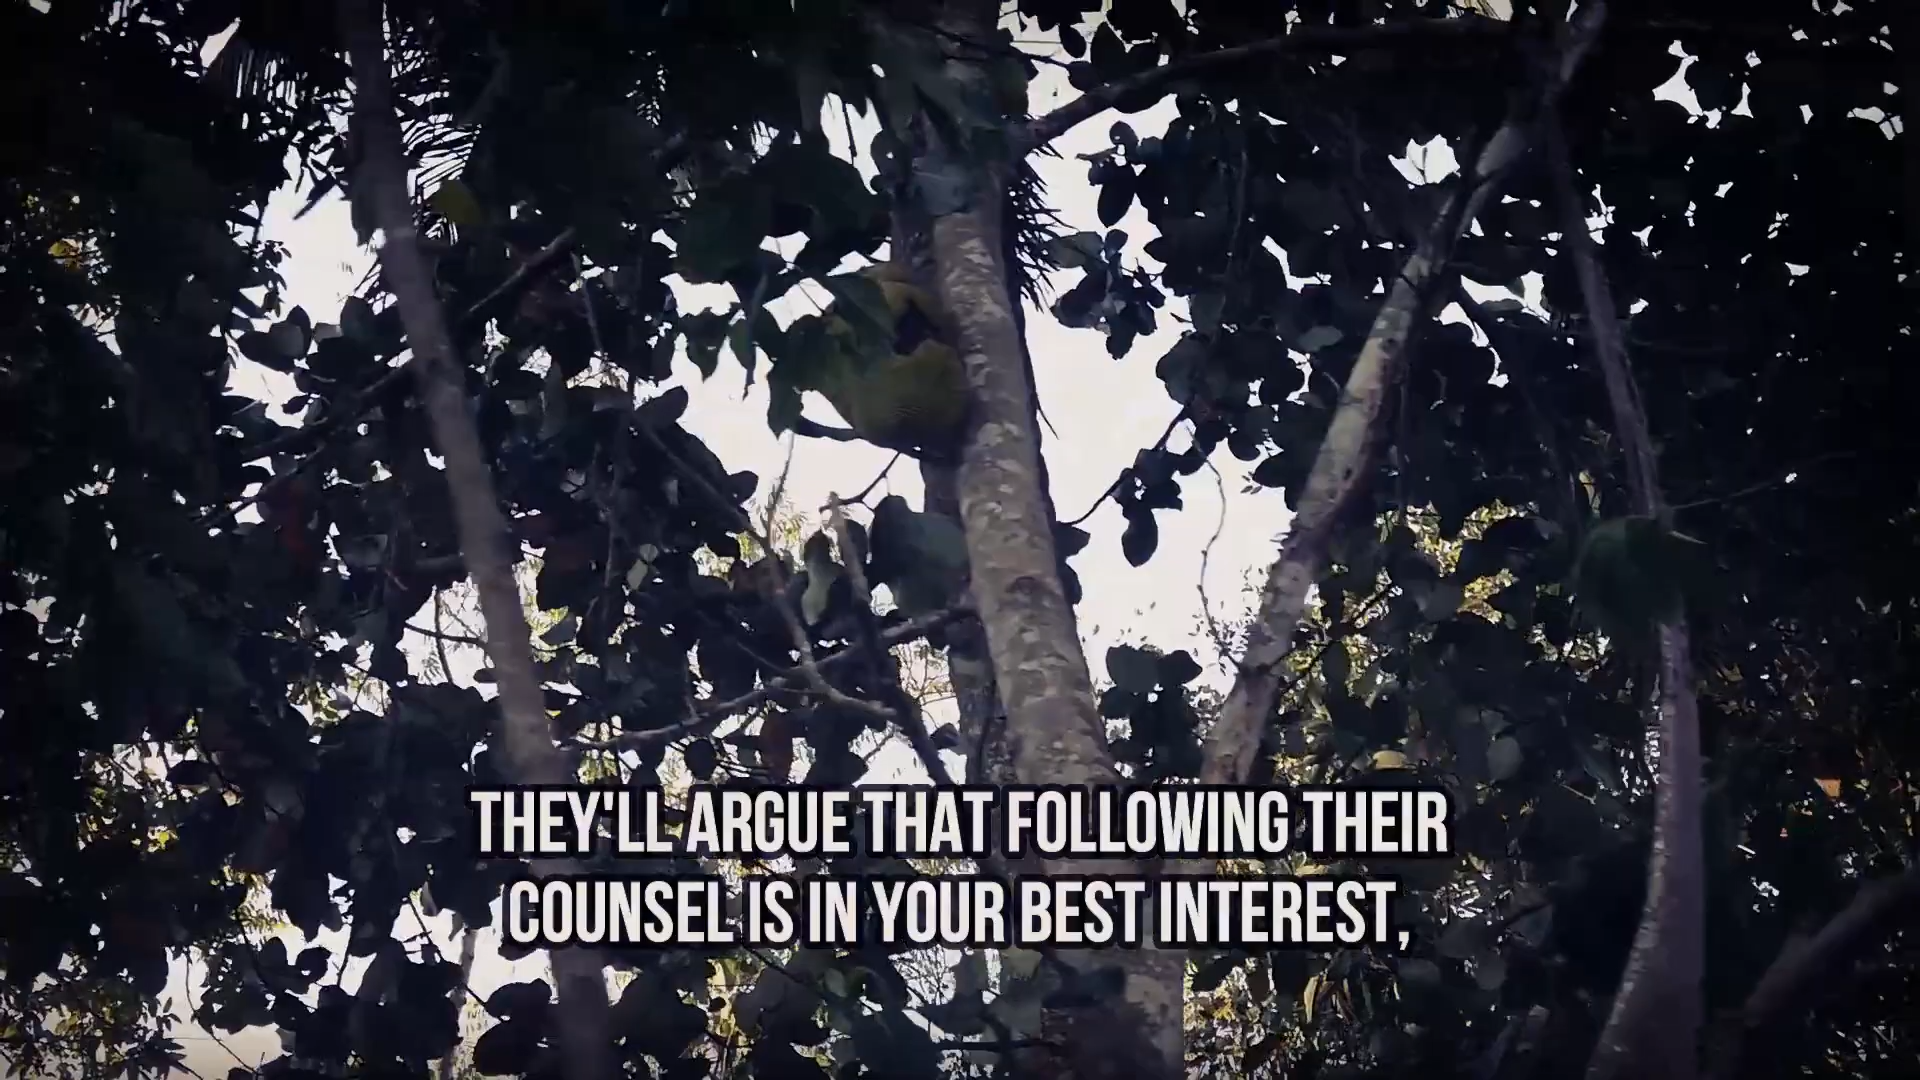 THEY'LL ARGUE THAT FOLLOWING THEIR
COUNSEL IS IN YOUR BEST INTEREST,